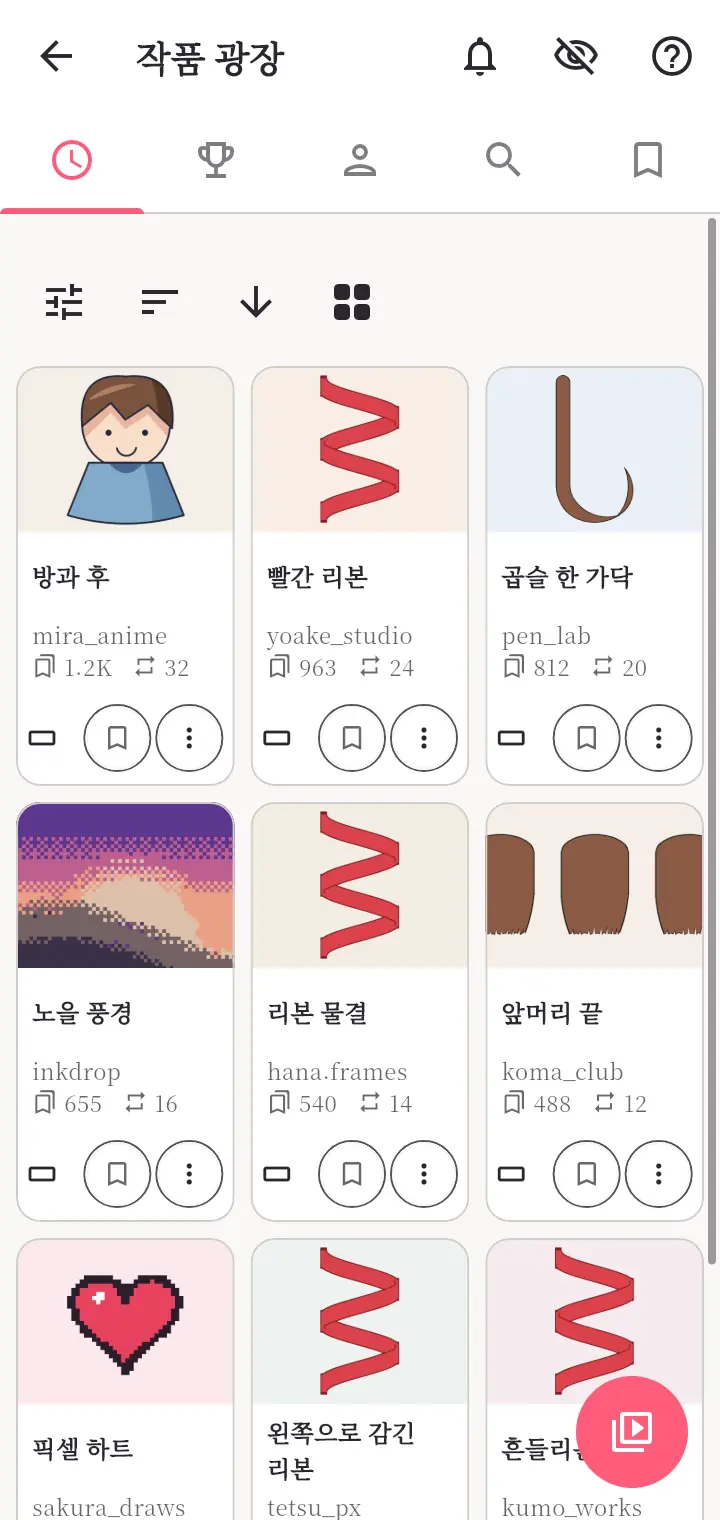 작품 광장
방과 후
mira_anime
1.2K 32
빨간 리본
yoake_studio
963 24
곱슬 한 가닥
pen_lab
812 20
노을 풍경
inkdrop
655 16
리본 물결
hana.frames
540 14
앞머리 끝
koma_club
488 12
픽셀 하트
sakura_draws
왼쪽으로 감긴
리본
tetsu_px
흔들리
kumo_works